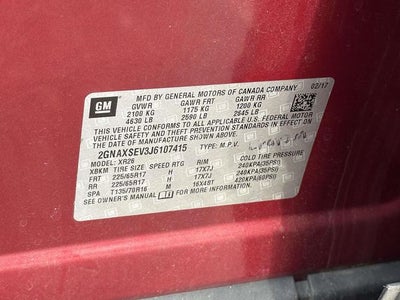 GM
MFD BY GENERAL MOTORS OF CANADA COMPANY 02/17
GVWR GAWR FRT GAWR RR
2100 KG 1175 KG 1200 KG
4630 LB 2590 LB 2645 LB
THIS VEHICLE CONFORMS TO ALL APPLICABLE U.S. FEDERAL MOTOR
VEHICLE SAFETY AND THEFT PREVENTION STANDARDS IN EFFECT ON
THE DATE OF MANUFACTURE SHOWN ABOVE.
2GNAXSEV3J6107415 TYPE: M.P.V.
MODEL: XR26
XBKM TIRE SIZE SPEED RTG RIM COLD TIRE PRESSURE
FRT 225/65R17 H 17X7J 240KPA(35PSI)
RR 225/65R17 H 17X7J 240KPA(35PSI)
SPA T135/70R16 M 16X4BT 420KPA(60PSI)
SEE OWNER'S MANUAL FOR MORE INFORMATION.